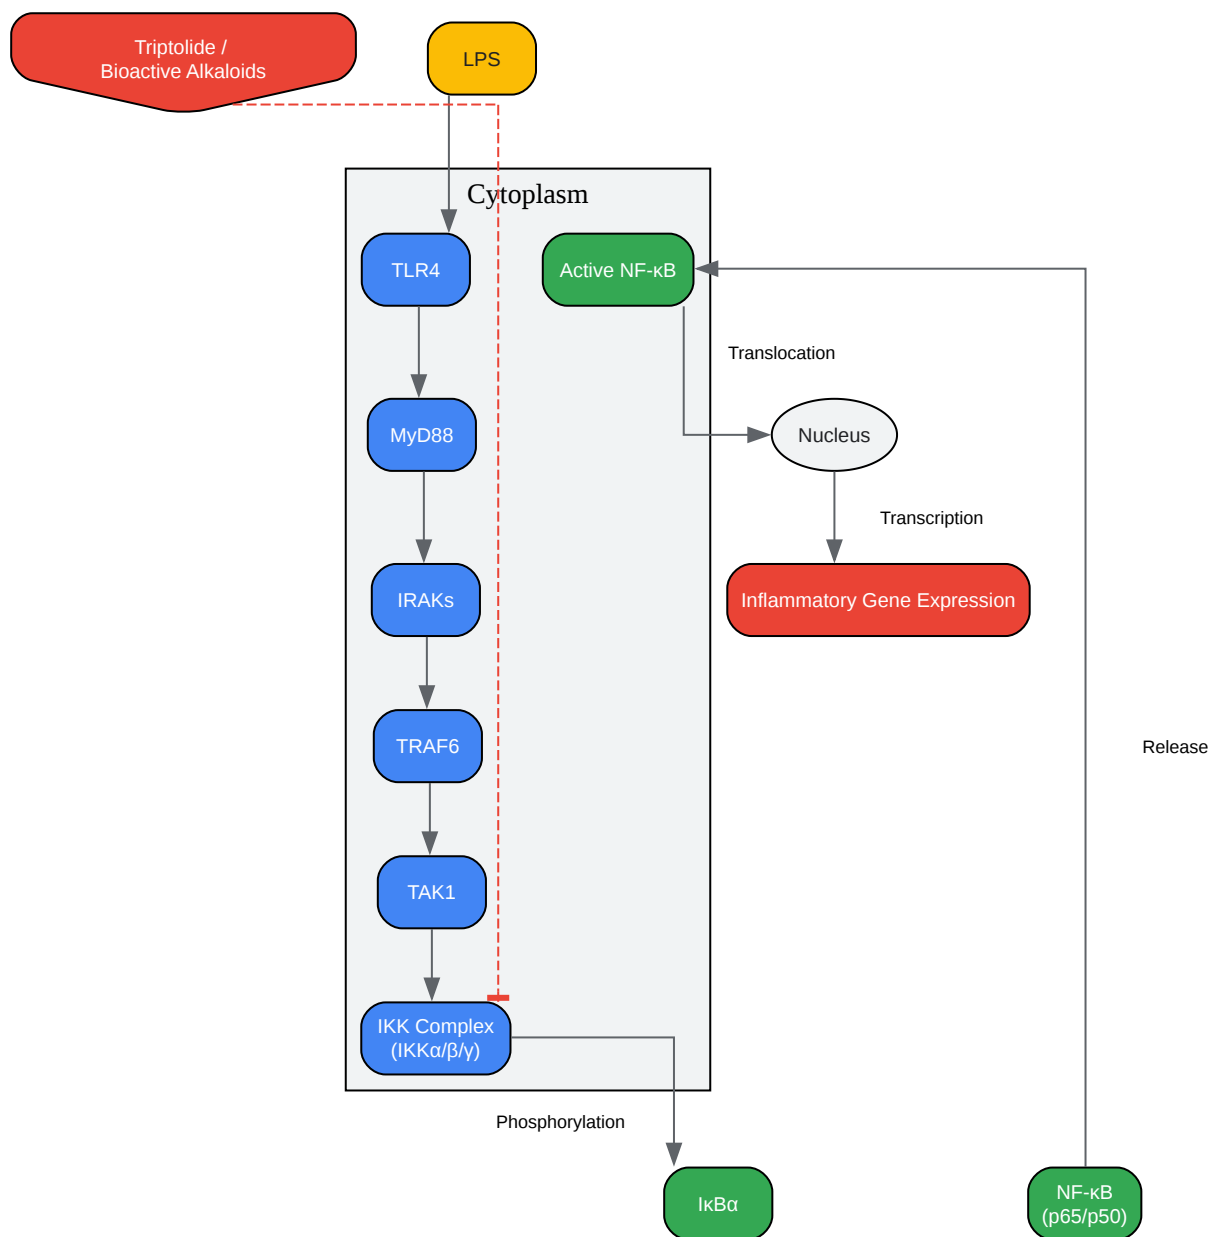 Triptolide /
Bioactive Alkaloids
LPS
Cytoplasm
TLR4
Active NF-κB
Translocation
MyD88
Nucleus
Transcription
IRAKs
Inflammatory Gene Expression
TRAF6
Release
TAK1
IKK Complex
(IKKα/β/γ)
Phosphorylation
IκBα
NF-κB
(p65/p50)